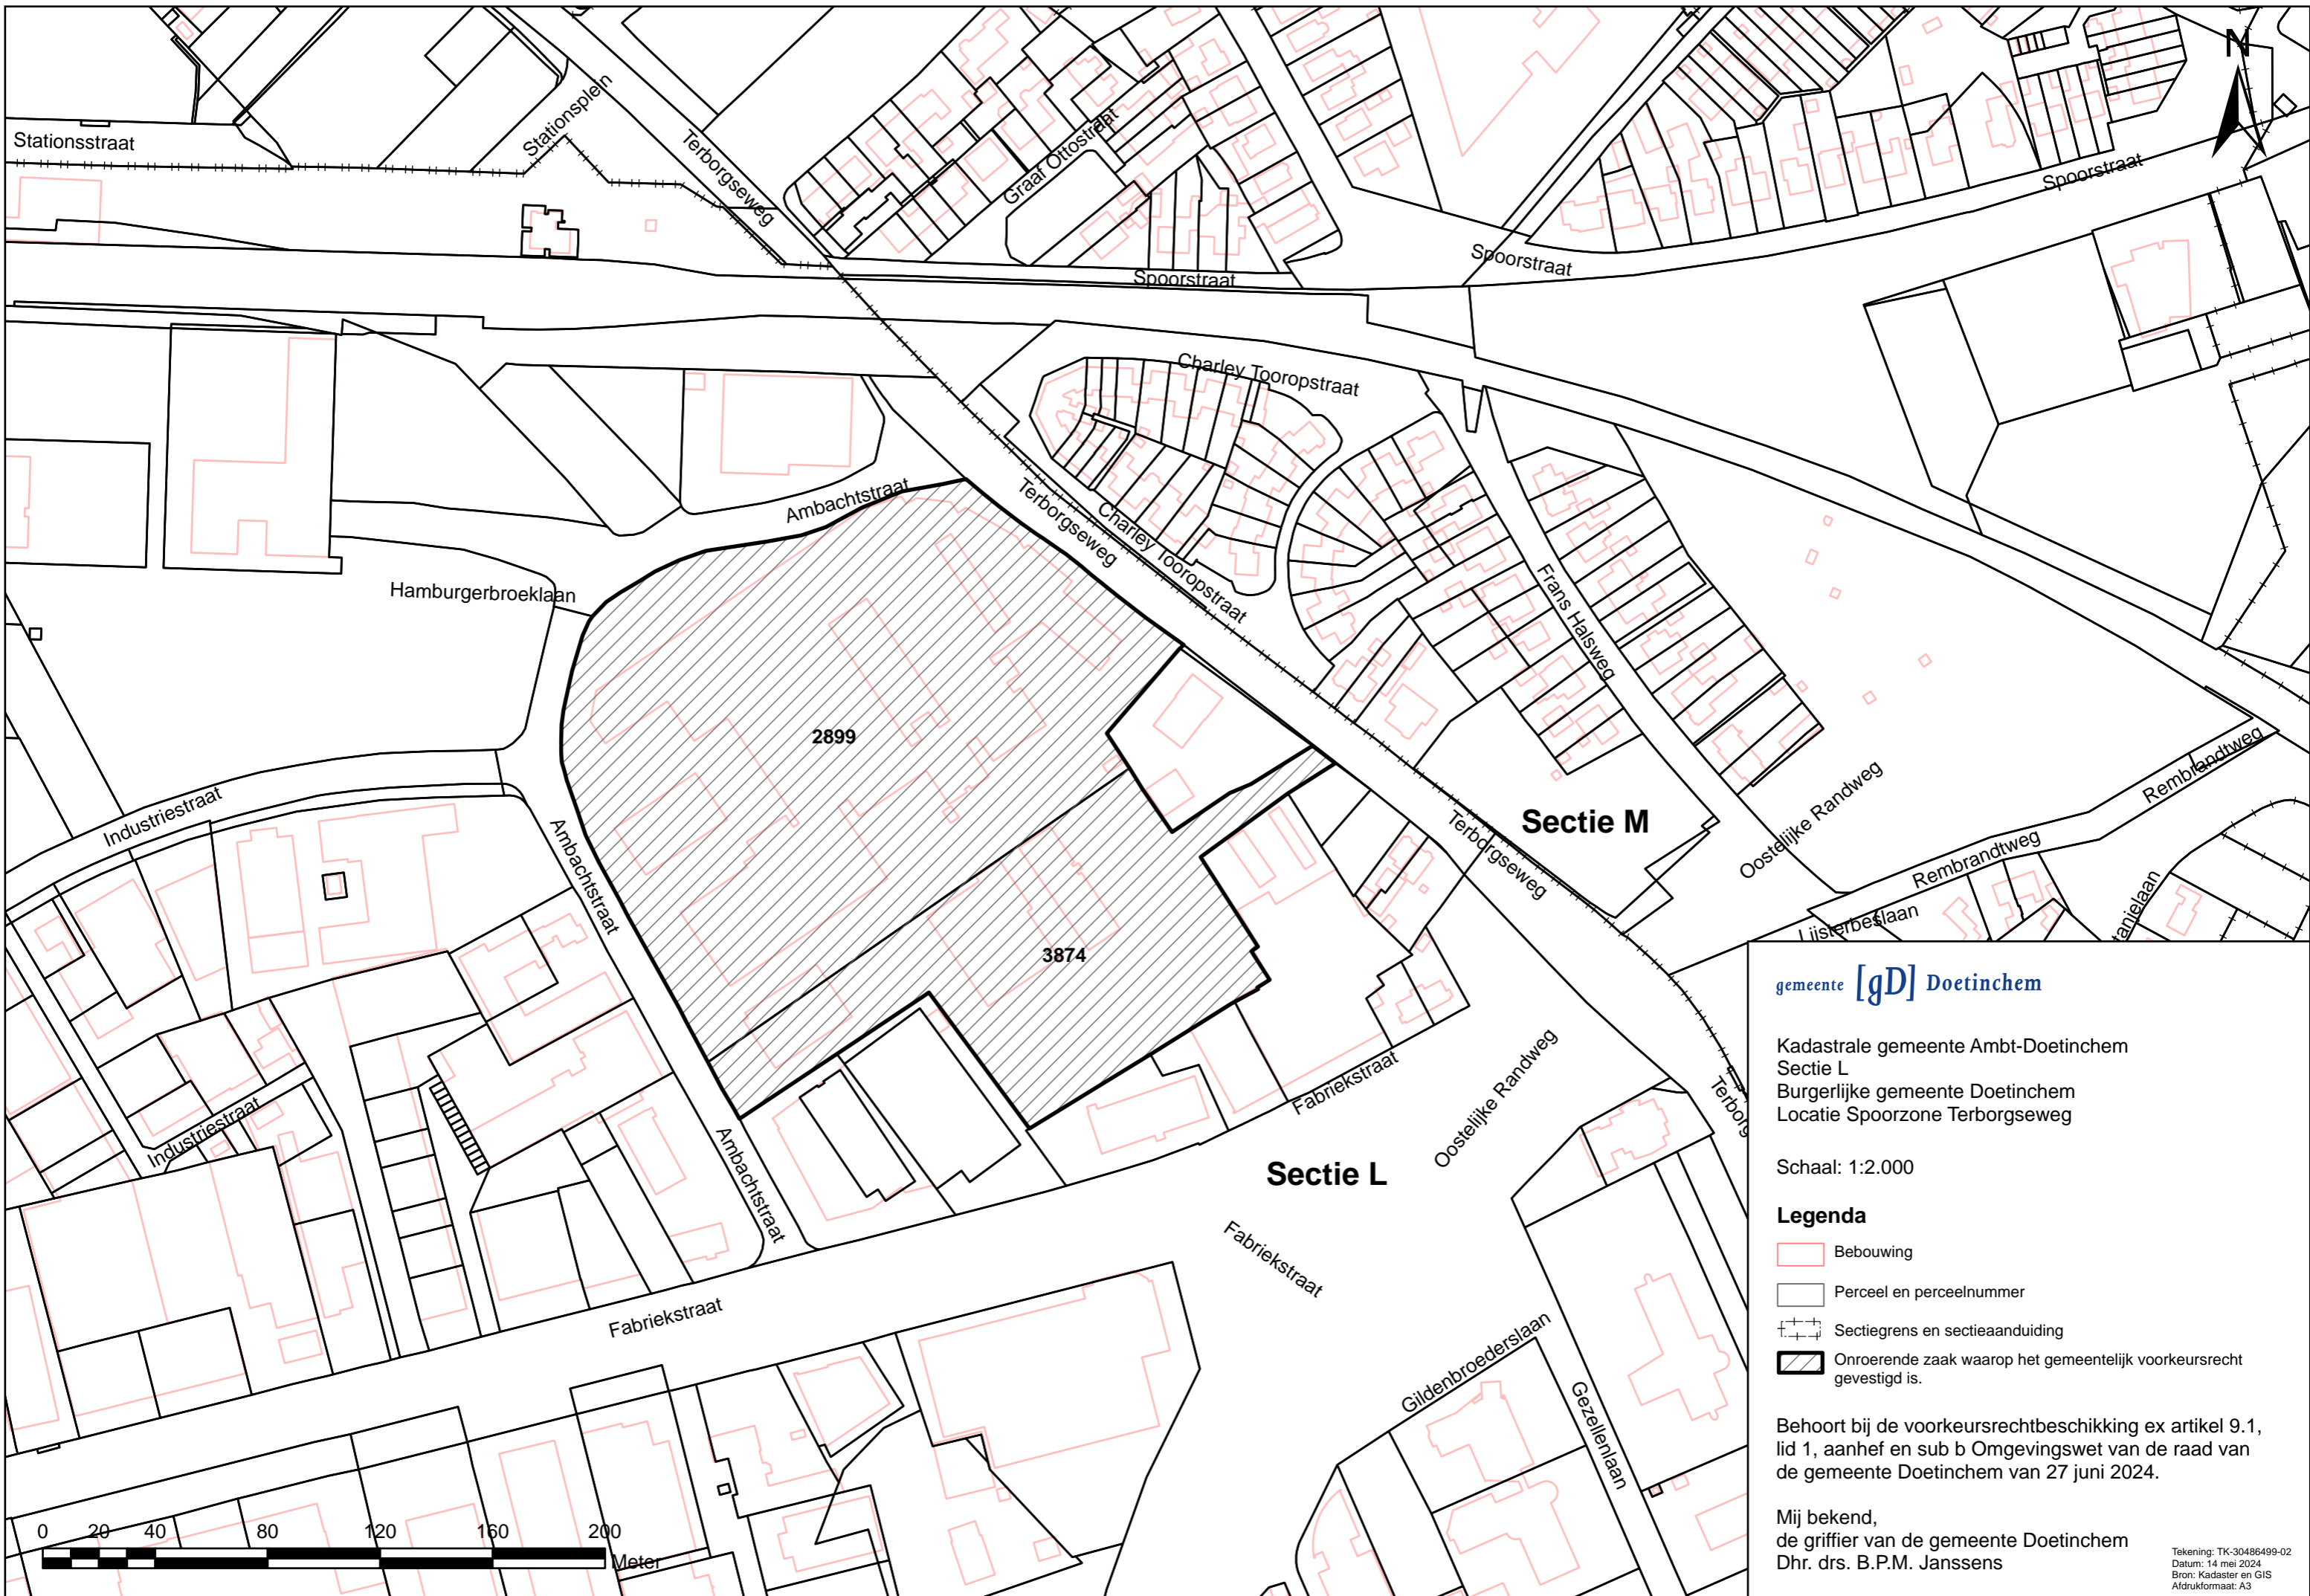 N
Stationsstraat
Stationsplein
Terborgseweg
Graaf Ottostraat
Spoorstraat
Spoorstraat
Spoorstraat
Charley Tooropstraat
Ambachtstraat
Terborgseweg
Charley Tooropstraat
Hamburgerbroeklaan
Frans Halsweg
2899
Industriestraat
Ambachtstraat
Sectie M
Terborgseweg
Oostelijke Randweg
Rembrandtweg
Rembrandtweg
Lijsterbeslaan
tanielaan
3874
Industriestraat
Ambachtstraat
Fabriekstraat
Oostelijke Randweg
Terborg
Sectie L
Fabriekstraat
Fabriekstraat
Gildenbroederslaan
Gezellenlaan
0 20 40 80 120 160 200
Meter
gemeente [gD] Doetinchem
Kadastrale gemeente Ambt-Doetinchem
Sectie L
Burgerlijke gemeente Doetinchem
Locatie Spoorzone Terborgseweg
Schaal: 1:2.000
Legenda
Bebouwing
Perceel en perceelnummer
Sectiegrens en sectieaanduiding
Onroerende zaak waarop het gemeentelijk voorkeursrecht
gevestigd is.
Behoort bij de voorkeursrechtbeschikking ex artikel 9.1,
lid 1, aanhef en sub b Omgevingswet van de raad van
de gemeente Doetinchem van 27 juni 2024.
Mij bekend,
de griffier van de gemeente Doetinchem
Dhr. drs. B.P.M. Janssens
Tekening: TK-30486499-02
Datum: 14 mei 2024
Bron: Kadaster en GIS
Afdrukformaat: A3